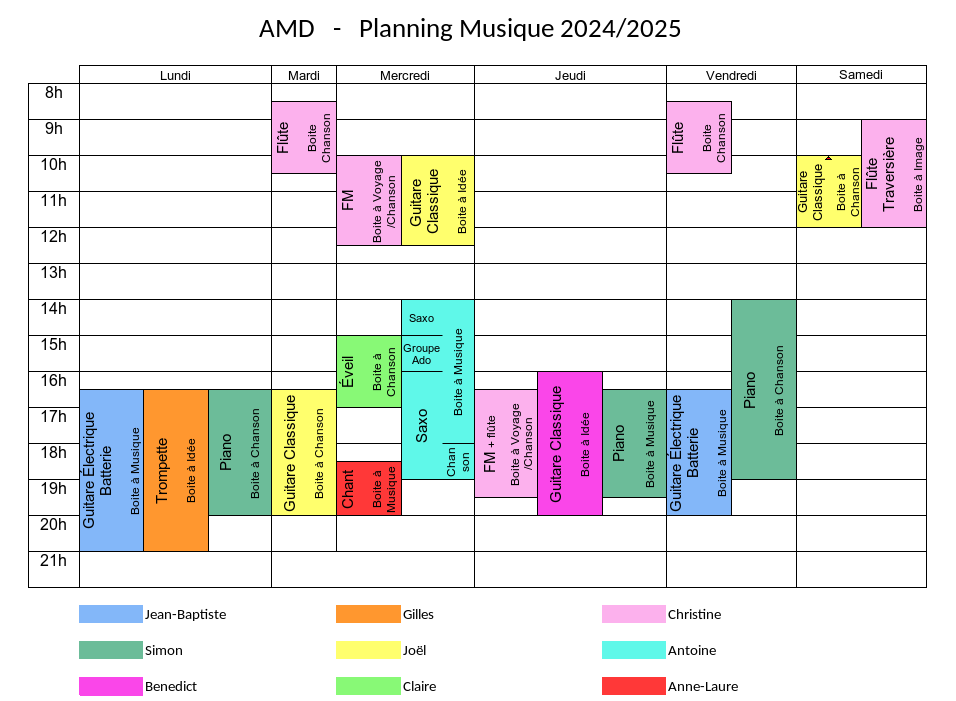 AMD - Planning Musique 2024/2025
Lundi Mardi Mercredi Jeudi Vendredi Samedi
8h
9h
10h
11h
12h
13h
14h
15h
16h
17h
18h
19h
20h
21h
Guitare Électrique
Batterie
Boite à Musique
Trompette
Boite à Idée
Piano
Boite à Chanson
Flûte
Boite
Chanson
Guitare Classique
Boite à Chanson
FM
Boite à Voyage
/Chanson
Guitare
Classique
Boite à Idée
Éveil
Boite à
Chanson
Chant
Boite à
Musique
Saxo
Groupe
Ado
Saxo
Boite à Musique
Chan
son
FM + flûte
Boite à Voyage
/Chanson
Guitare Classique
Boite à Idée
Piano
Boite à Musique
Flûte
Boite
Chanson
Guitare Électrique
Batterie
Boite à Musique
Piano
Boite à Chanson
Guitare
Classique
Boite à
Chanson
Flûte
Traversière
Boite à Image
Jean-Baptiste Gilles Christine
Simon Joël Antoine
Benedict Claire Anne-Laure